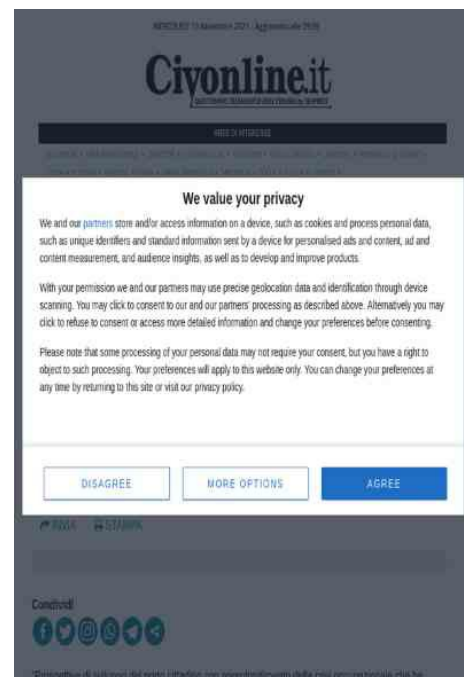 Civonline.it
We value your privacy
We and our partners store and/or access information on a device, such as cookies and process personal data,
such as unique identifiers and standard information sent by a device for personalised ads and content, ad and
content measurement, and audience insights, as well as to develop and improve products.
With your permission we and our partners may use precise geolocation data and identification through device
scanning. You may click to consent to our and our partners' processing as described above. Alternatively you may
click to refuse to consent or access more detailed information and change your preferences before consenting.
Please note that some processing of your personal data may not require your consent, but you have a right to
object to such processing. Your preferences will apply to this website only. You can change your preferences at
any time by returning to this site or visit our privacy policy.
DISAGREE MORE OPTIONS AGREE
INVIA STAMPA
Condividi